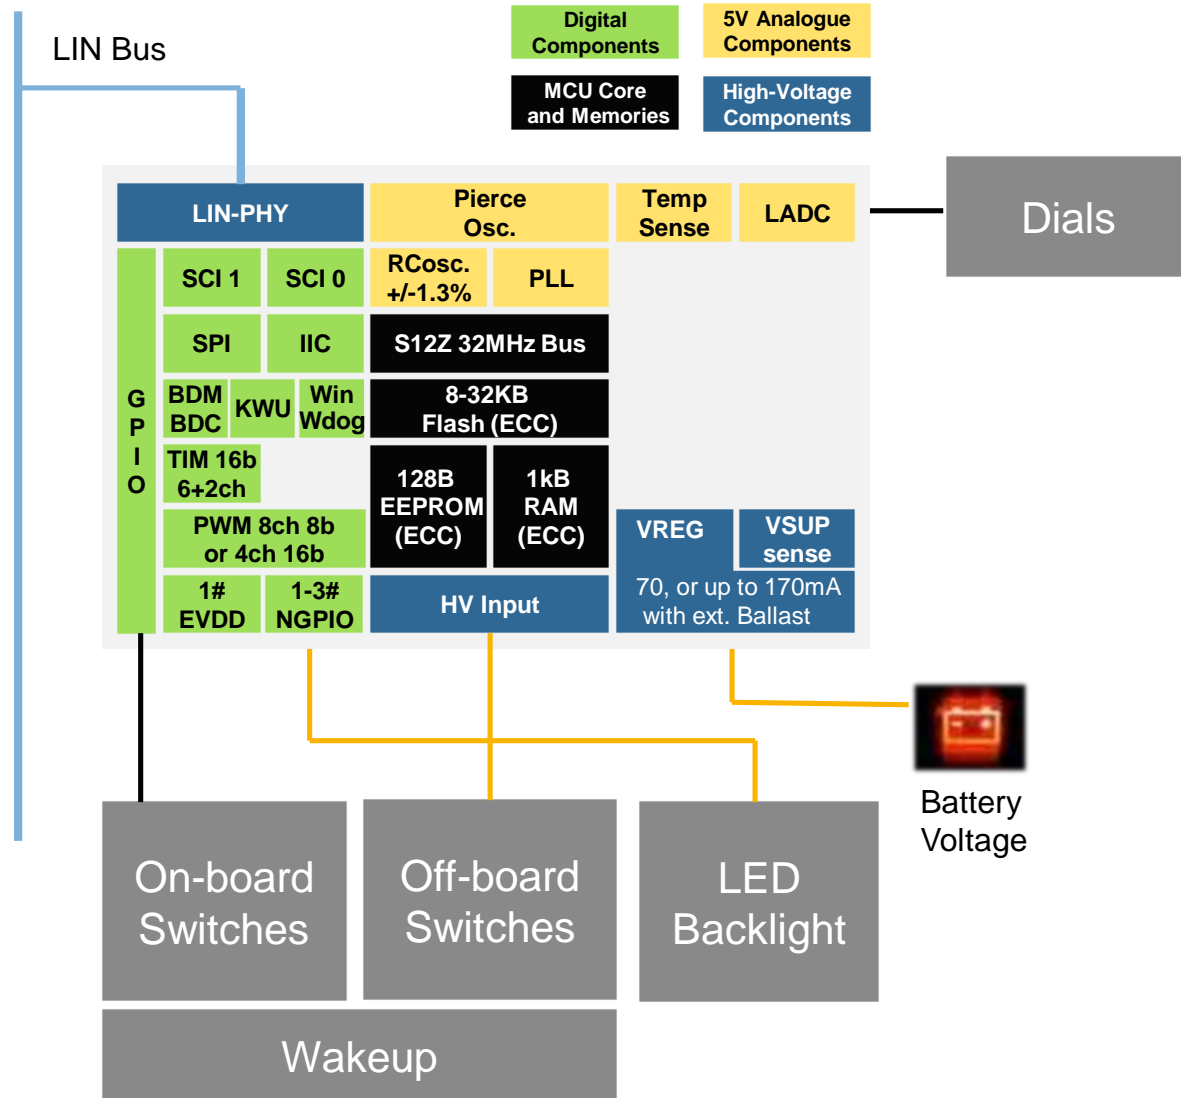 LIN Bus
Digital
Components
5V Analogue
Components
MCU Core
and Memories
High-Voltage
Components
LIN-PHY
Pierce
Osc.
Temp
Sense
LADC
Dials
GPIO
SCI 1
SCI 0
RCosc.
+/-1.3%
PLL
SPI
IIC
S12Z 32MHz Bus
BDM
BDC
KWU
Win
Wdog
8-32KB
Flash (ECC)
TIM 16b
6+2ch
128B
EEPROM
(ECC)
1kB
RAM
(ECC)
PWM 8ch 8b
or 4ch 16b
VREG
VSUP
sense
1#
EVDD
1-3#
NGPIO
HV Input
70, or up to 170mA
with ext. Ballast
Battery
Voltage
On-board
Switches
Off-board
Switches
LED
Backlight
Wakeup